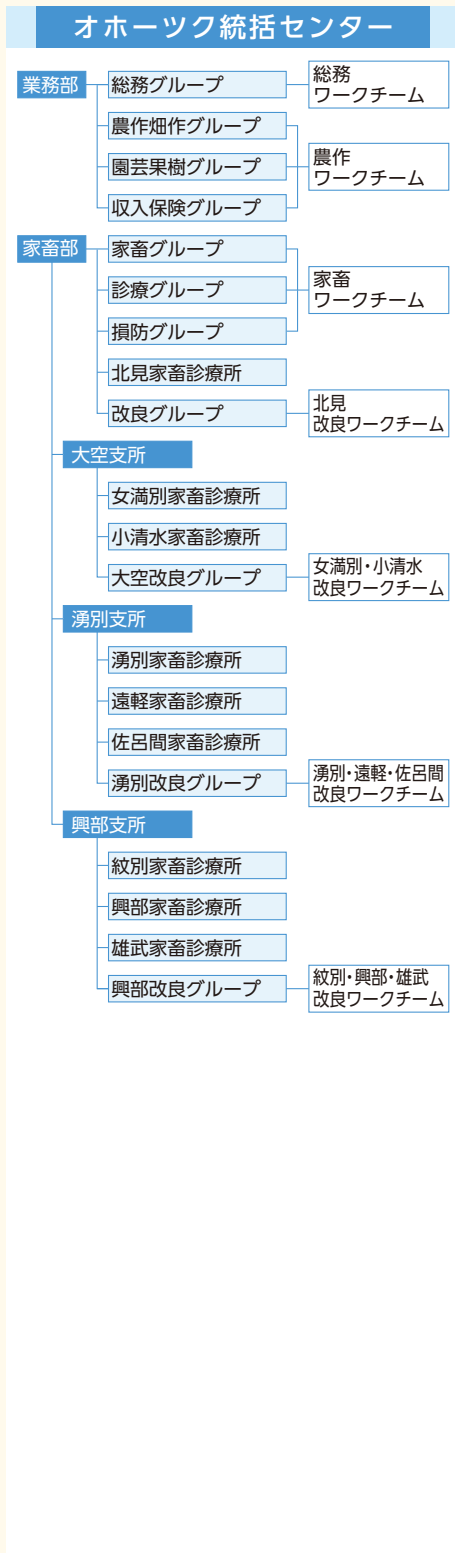 オホーツク統括センター
業務部
総務グループ
総務
ワークチーム
農作畑作グループ
園芸果樹グループ
農作
ワークチーム
収入保険グループ
家畜部
家畜グループ
診療グループ
家畜
ワークチーム
損防グループ
北見家畜診療所
改良グループ
北見
改良ワークチーム
大空支所
女満別家畜診療所
小清水家畜診療所
大空改良グループ
女満別・小清水
改良ワークチーム
湧別支所
湧別家畜診療所
遠軽家畜診療所
佐呂間家畜診療所
湧別改良グループ
湧別・遠軽・佐呂間
改良ワークチーム
興部支所
紋別家畜診療所
興部家畜診療所
雄武家畜診療所
興部改良グループ
紋別・興部・雄武
改良ワークチーム